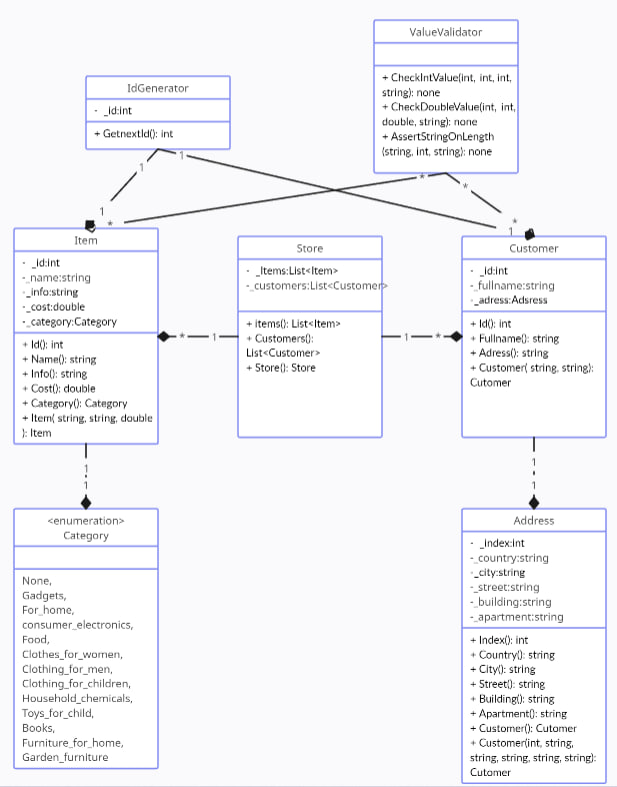 ValueValidator
+ CheckIntValue(int, int, int,
string): none
+ CheckDoubleValue(int, int,
double, string): none
+ AssertStringOnLength
(string, int, string): none
IdGenerator
- _id:int
+ GetnextId(): int
1
1
*
*
1
*
*
1
Item
- _id:int
-_name:string
-_info:string
-_cost:double
-_category:Category
+ Id(): int
+ Name(): string
+ Info(): string
+ Cost(): double
+ Category(): Category
+ Item( string, string, double
): Item
*
1
Store
- _Items:List<Item>
-_customers:List<Customer>
+ items(): List<Item>
+ Customers():
List<Customer>
+ Store(): Store
1
*
Customer
- _id:int
-_fullname:string
-_adress:Adsress
+ Id(): int
+ Fullname(): string
+ Adress(): string
+ Customer( string, string):
Cutomer
1
1
1
1
<enumeration>
Category
None,
Gadgets,
For_home,
consumer_electronics,
Food,
Clothes_for_women,
Clothing_for_men,
Clothing_for_children,
Household_chemicals,
Toys_for_child,
Books,
Furniture_for_home,
Garden_furniture
Address
- _index:int
-_country:string
-_city:string
-_street:string
-_building:string
-_apartment:string
+ Index(): int
+ Country(): string
+ City(): string
+ Street(): string
+ Building(): string
+ Apartment(): string
+ Customer(): Cutomer
+ Customer(int, string,
string, string, string, string):
Cutomer